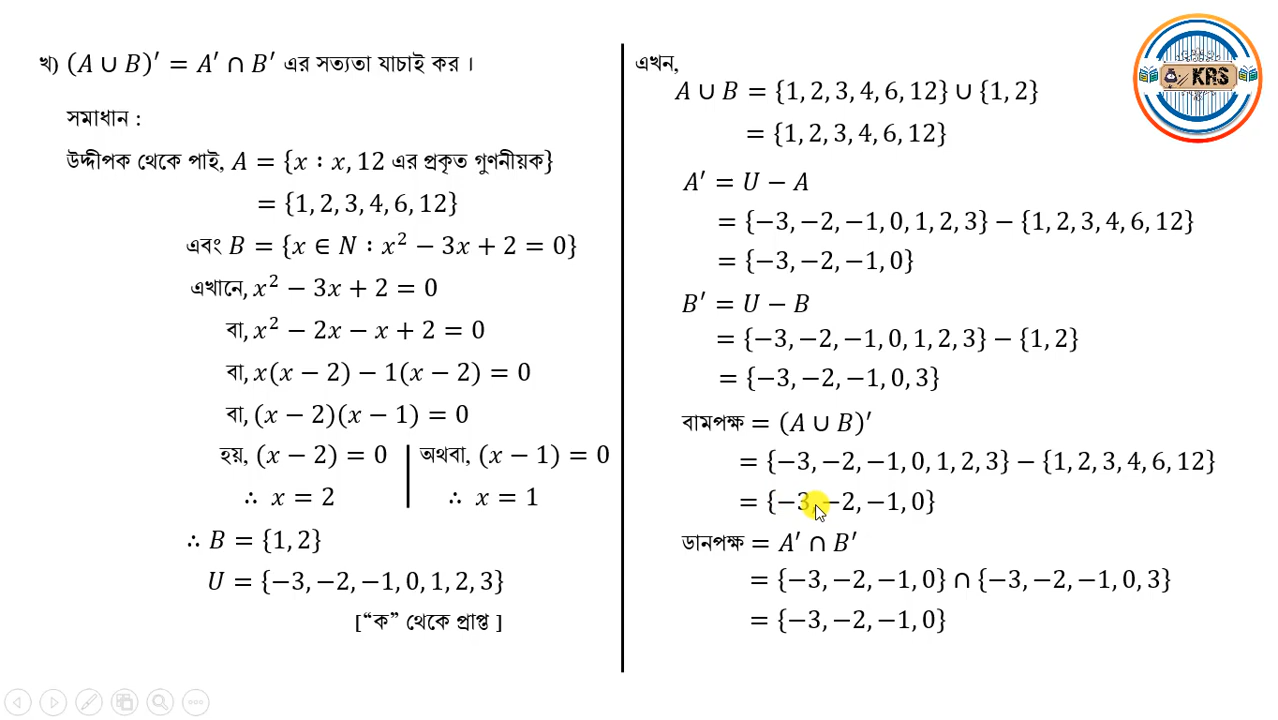 খ) (A ∪ B)′ = A′ ∩ B′ এর সত্যতা যাচাই কর ।
সমাধান :
উদ্দীপক থেকে পাই, A = {x ∶ x, 12 এর প্রকৃত গুণনীয়ক}
= {1, 2, 3, 4, 6, 12}
এবং B = {x ∈ N ∶ x² − 3x + 2 = 0}
এখানে, x² − 3x + 2 = 0
বা, x² − 2x − x + 2 = 0
বা, x(x − 2) − 1(x − 2) = 0
বা, (x − 2)(x − 1) = 0
হয়, (x − 2) = 0
∴ x = 2
অথবা, (x − 1) = 0
∴ x = 1
∴ B = {1, 2}
U = {−3, −2, −1, 0, 1, 2, 3}
[“ক” থেকে প্রাপ্ত ]
এখন,
A ∪ B = {1, 2, 3, 4, 6, 12} ∪ {1, 2}
= {1, 2, 3, 4, 6, 12}
A′ = U − A
= {−3, −2, −1, 0, 1, 2, 3} − {1, 2, 3, 4, 6, 12}
= {−3, −2, −1, 0}
B′ = U − B
= {−3, −2, −1, 0, 1, 2, 3} − {1, 2}
= {−3, −2, −1, 0, 3}
বামপক্ষ = (A ∪ B)′
= {−3, −2, −1, 0, 1, 2, 3} − {1, 2, 3, 4, 6, 12}
= {−3, −2, −1, 0}
ডানপক্ষ = A′ ∩ B′
= {−3, −2, −1, 0} ∩ {−3, −2, −1, 0, 3}
= {−3, −2, −1, 0}
KRS